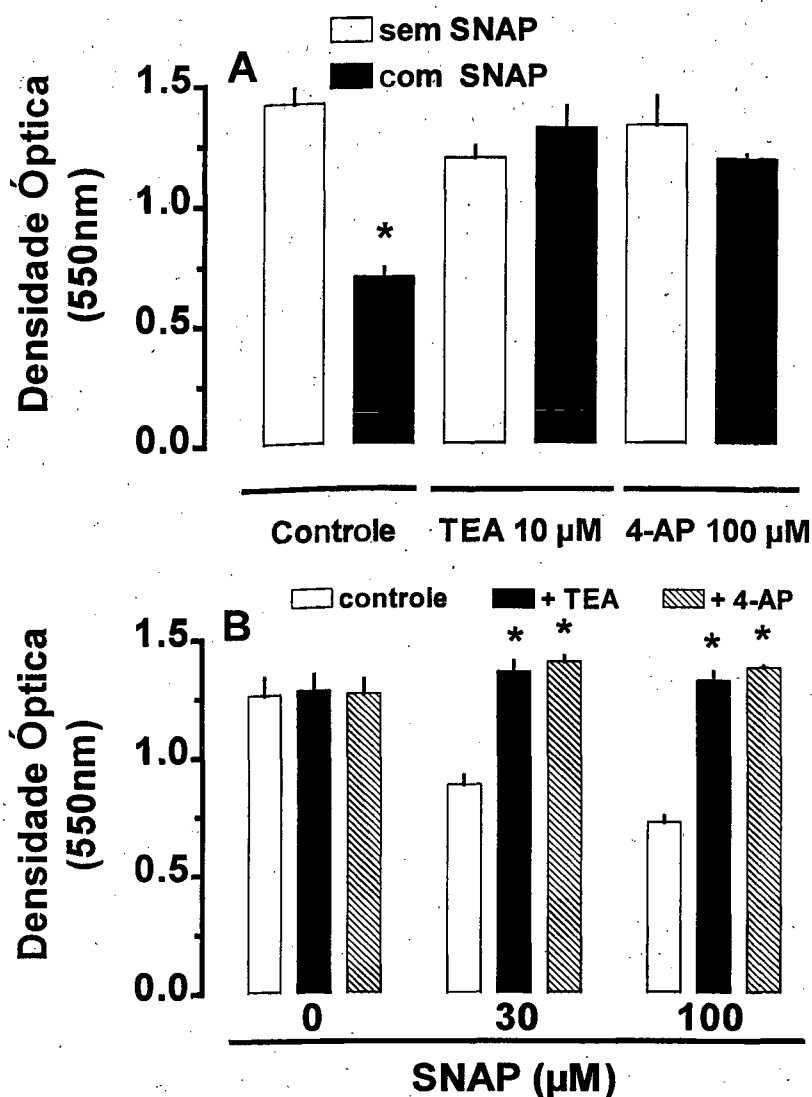 sem SNAP
com SNAP
A
Densidade Óptica
(550nm)
1.5
1.0
0.5
0.0
*
Controle
TEA 10 µM
4-AP 100 µM
controle
+ TEA
+ 4-AP
B
Densidade Óptica
(550nm)
1.5
1.0
0.5
0.0
* *
* *
0 30 100
SNAP (µM)